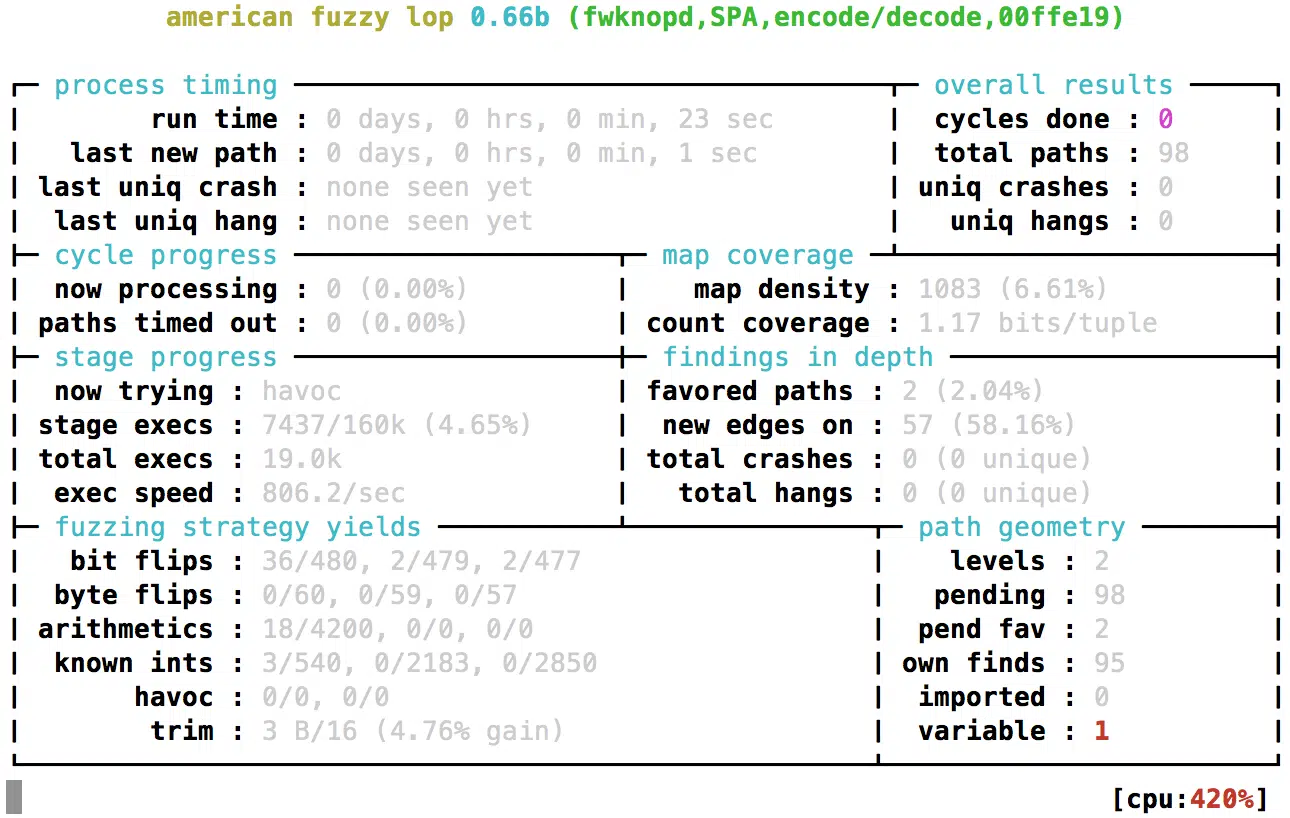 american fuzzy lop 0.66b (fwknopd,SPA,encode/decode,00ffe19)
process timing overall results
run time : 0 days, 0 hrs, 0 min, 23 sec cycles done : 0
last new path : 0 days, 0 hrs, 0 min, 1 sec total paths : 98
last uniq crash : none seen yet uniq crashes : 0
last uniq hang : none seen yet uniq hangs : 0
cycle progress map coverage
now processing : 0 (0.00%) map density : 1083 (6.61%)
paths timed out : 0 (0.00%) count coverage : 1.17 bits/tuple
stage progress findings in depth
now trying : havoc favored paths : 2 (2.04%)
stage execs : 7437/160k (4.65%) new edges on : 57 (58.16%)
total execs : 19.0k total crashes : 0 (0 unique)
exec speed : 806.2/sec total hangs : 0 (0 unique)
fuzzing strategy yields path geometry
bit flips : 36/480, 2/479, 2/477 levels : 2
byte flips : 0/60, 0/59, 0/57 pending : 98
arithmetics : 18/4200, 0/0, 0/0 pend fav : 2
known ints : 3/540, 0/2183, 0/2850 own finds : 95
havoc : 0/0, 0/0 imported : 0
trim : 3 B/16 (4.76% gain) variable : 1
[cpu:420%]